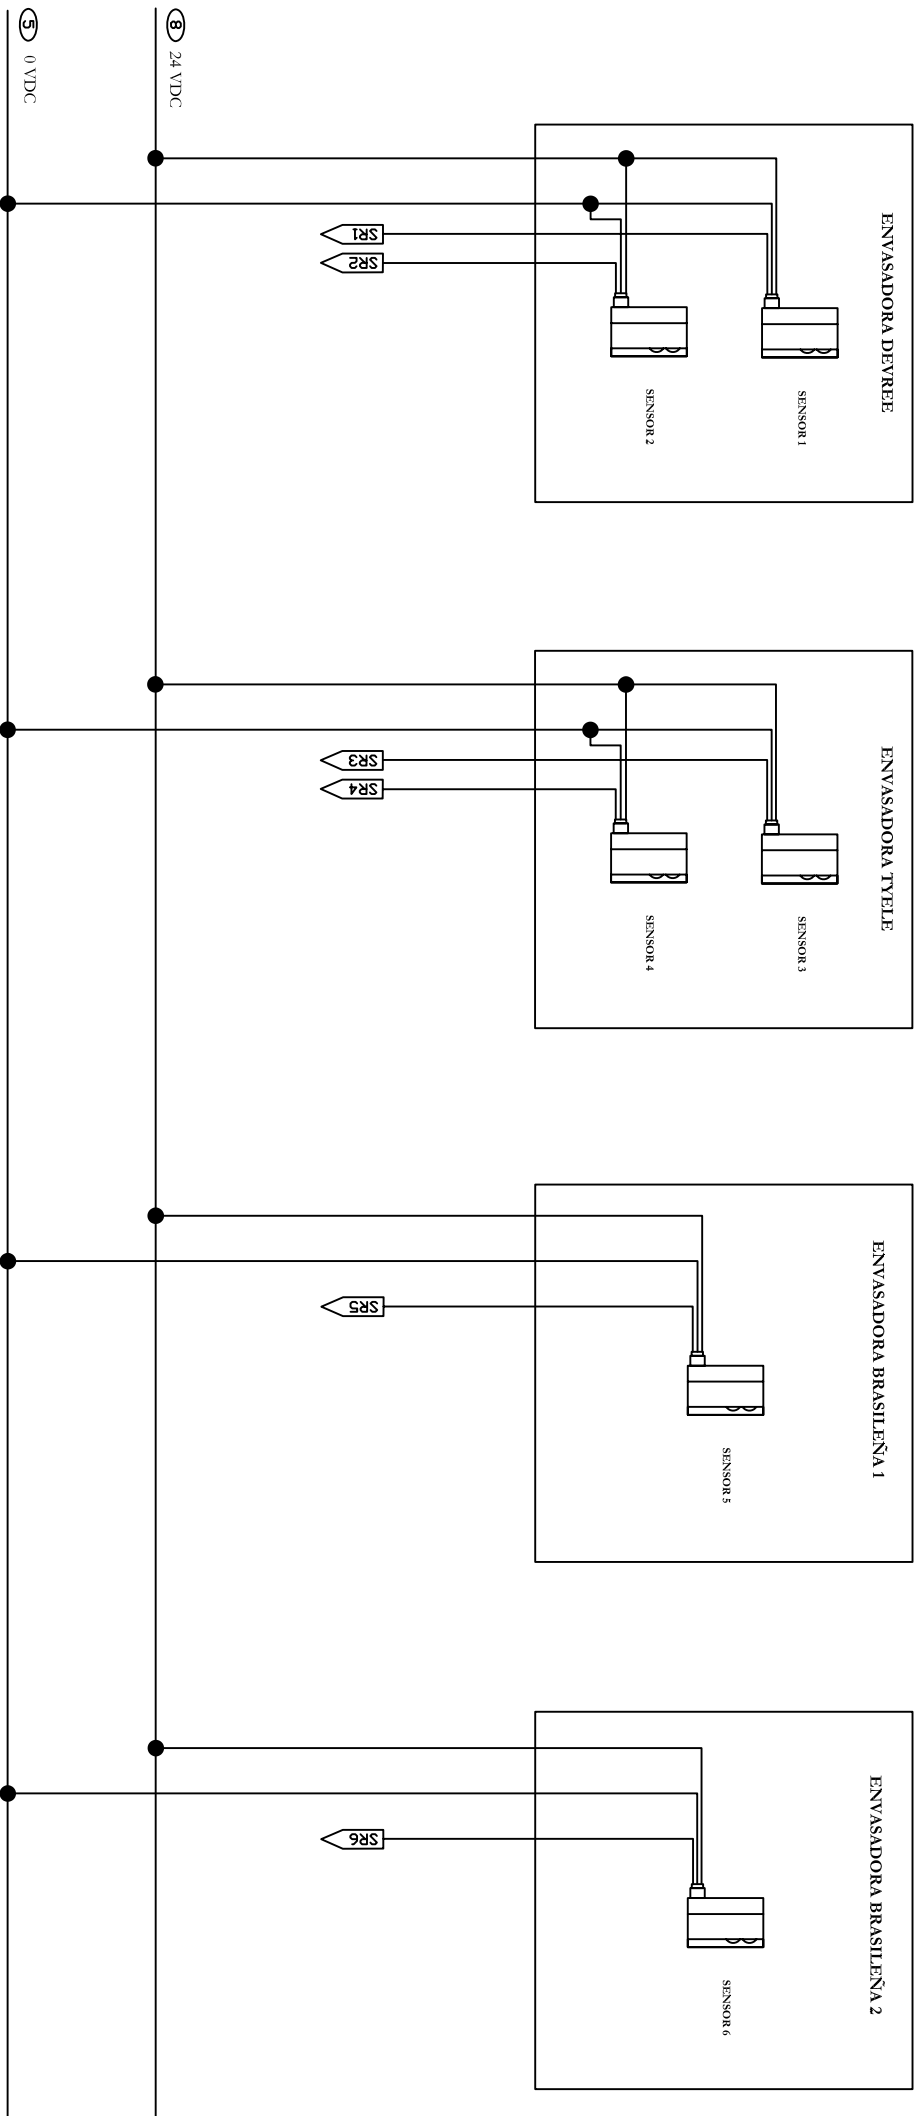 ENVASADORA DEVREE
SENSOR 1
SENSOR 2
SR1
SR2
ENVASADORA TYELE
SENSOR 3
SENSOR 4
SR3
SR4
ENVASADORA BRASILEÑA 1
SENSOR 5
SR5
ENVASADORA BRASILEÑA 2
SENSOR 6
SR6
8 24 VDC
5 0 VDC